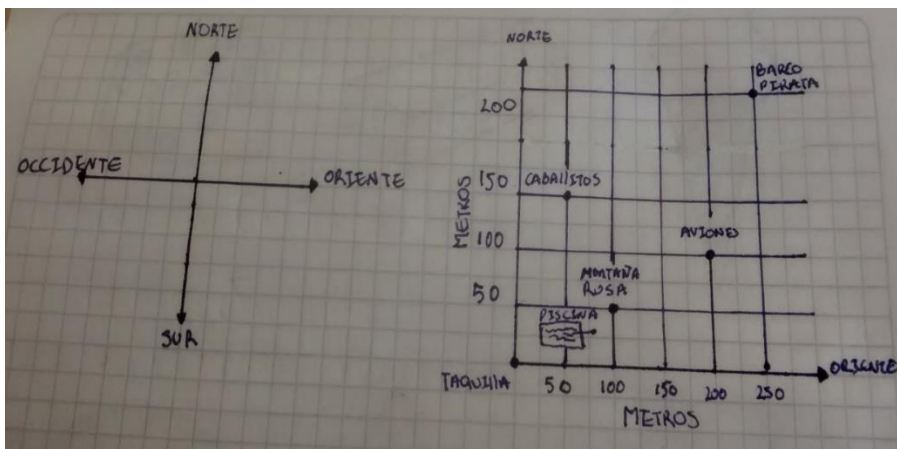 NORTE
OCCIDENTE
ORIENTE
SUR
NORTE
BARCO
PIRATA
200
150
CABALLITOS
METROS
AVIONES
100
MONTAÑA
RUSA
50
PISCINA
TAQUILLA
50
100
150
200
250
ORIENTE
METROS